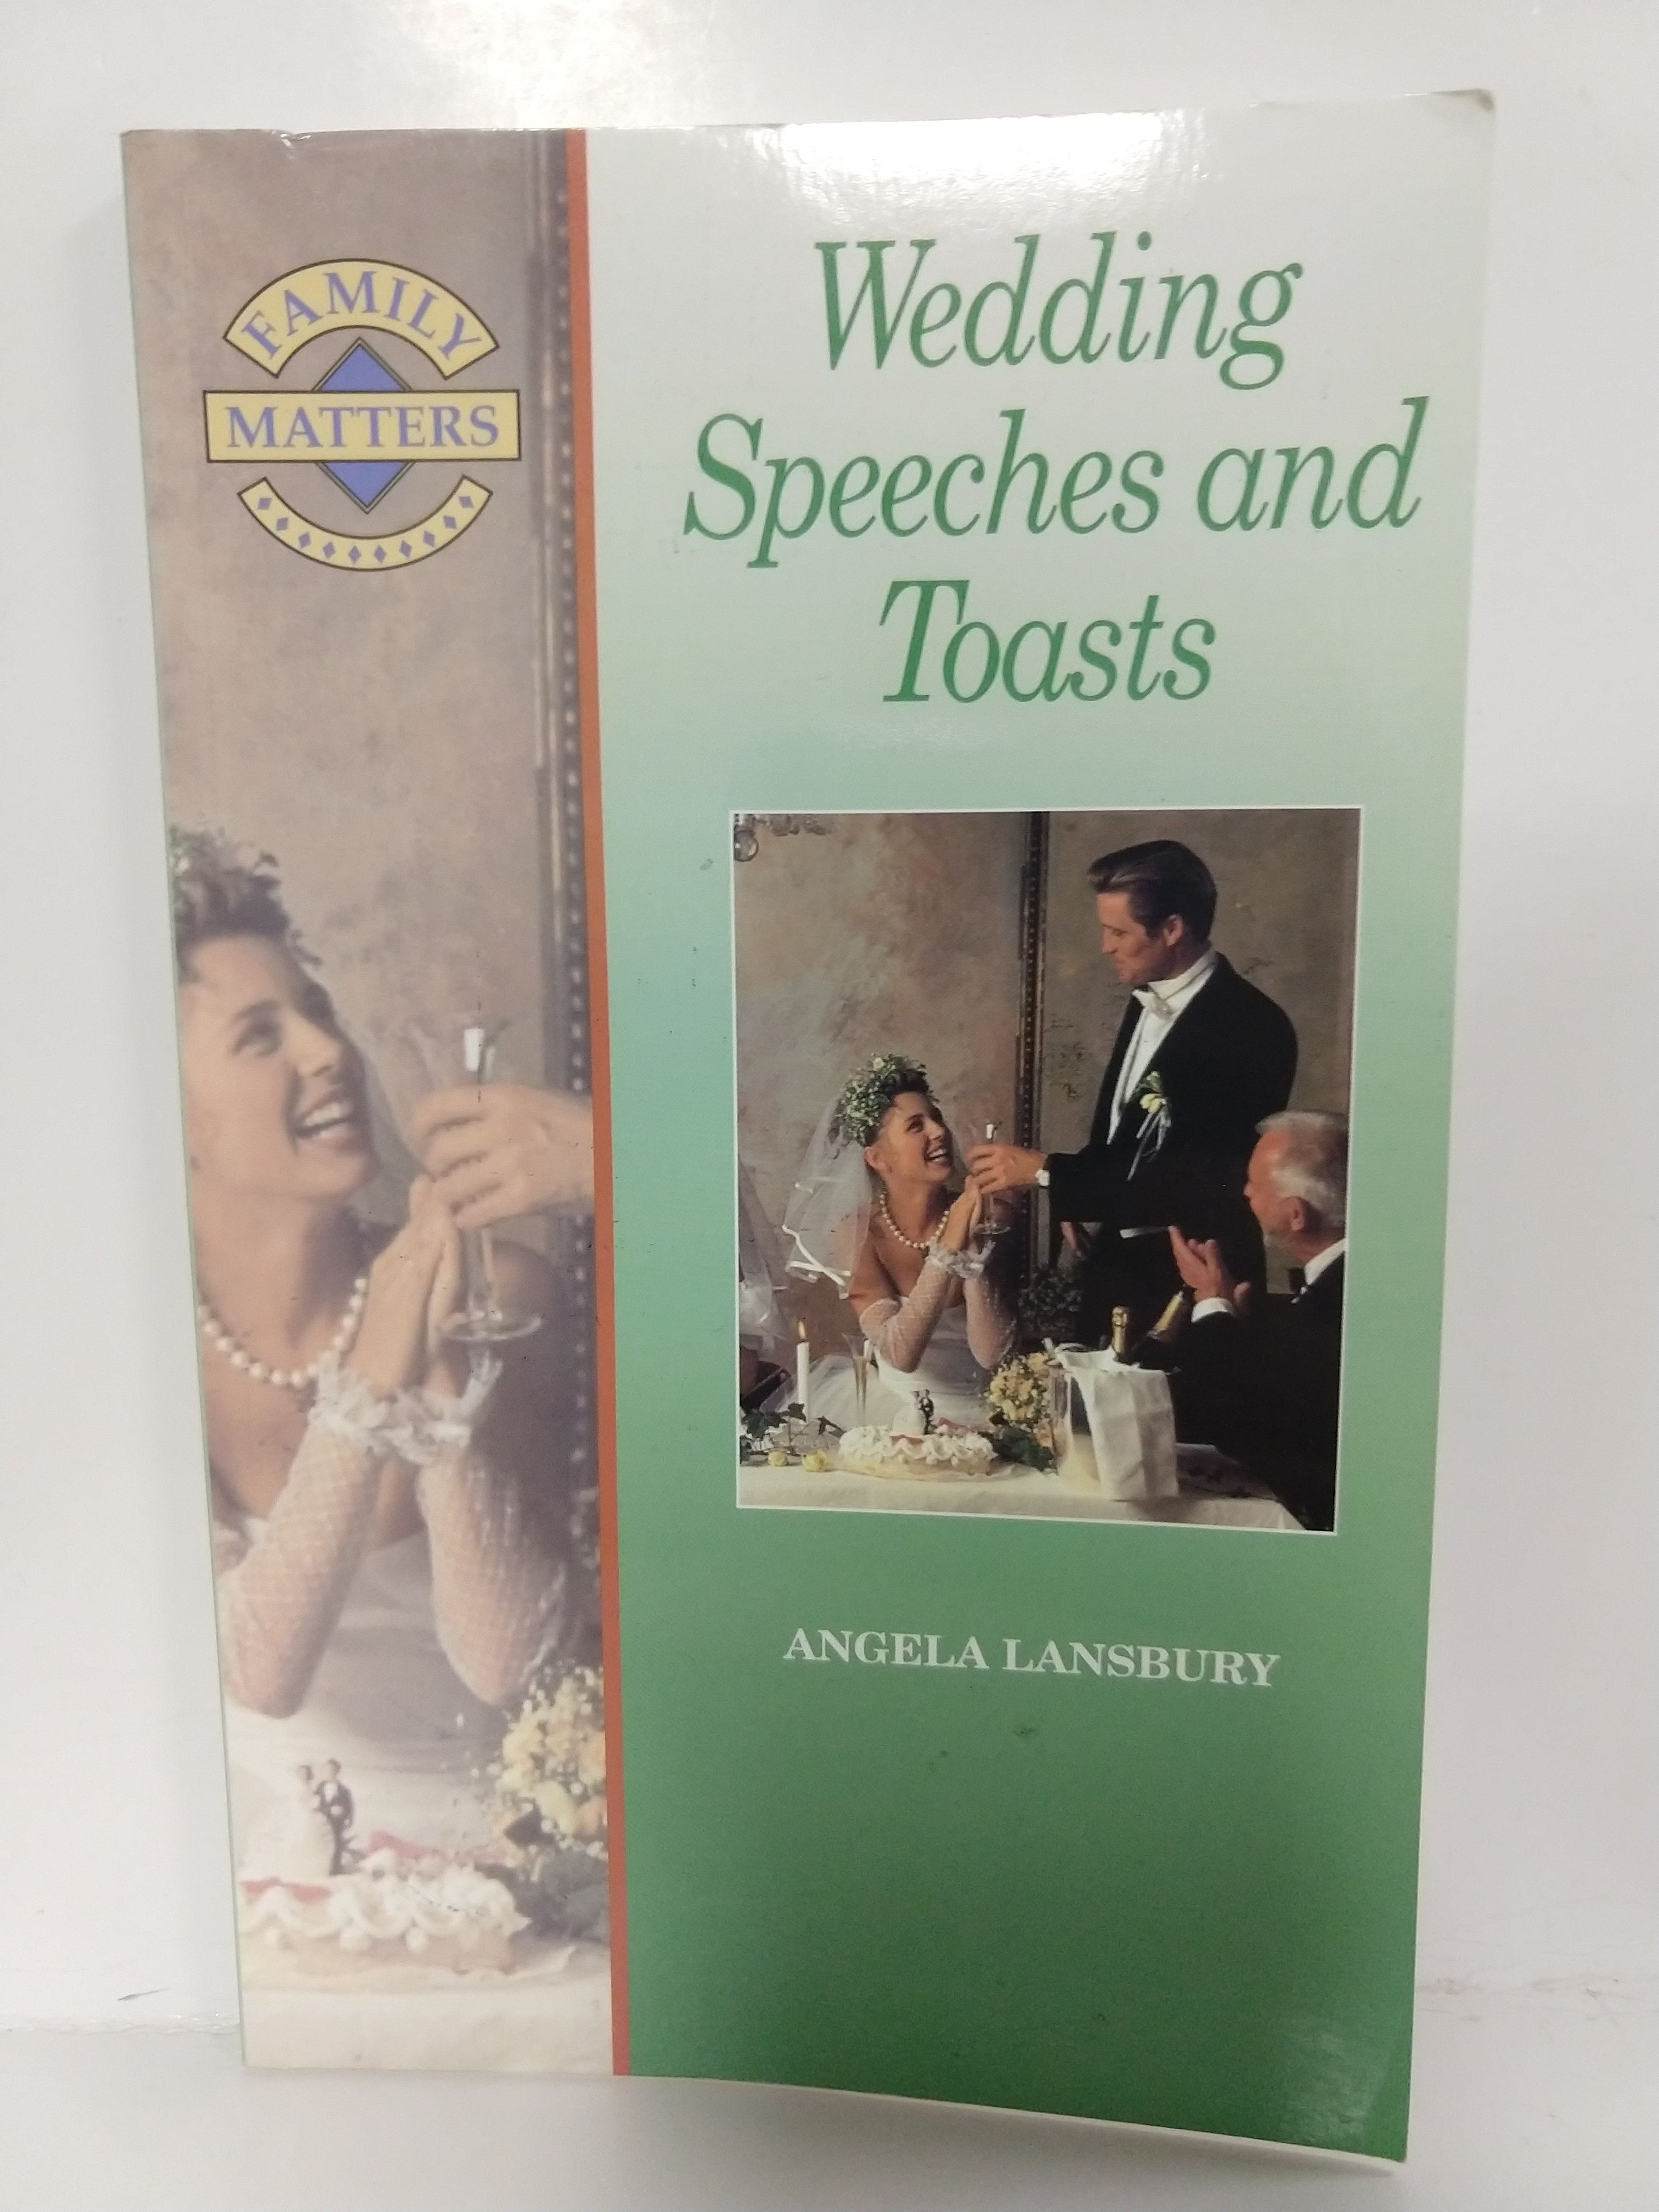 FAMILY
MATTERS
Wedding
Speeches and
Toasts
ANGELA LANSBURY